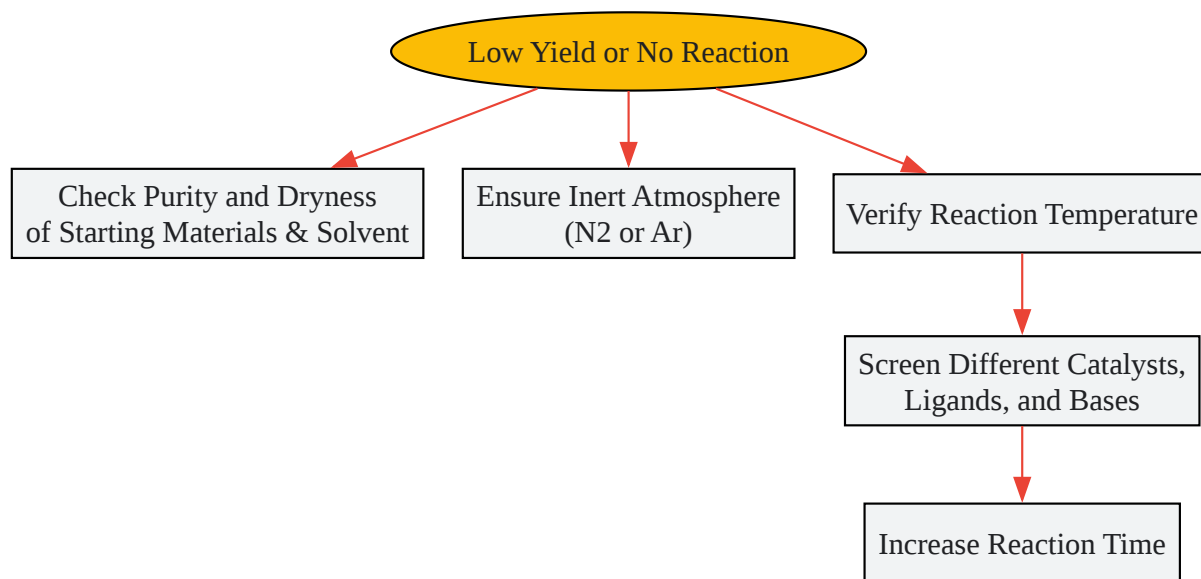 Low Yield or No Reaction
Check Purity and Dryness
of Starting Materials & Solvent
Ensure Inert Atmosphere
(N2 or Ar)
Verify Reaction Temperature
Screen Different Catalysts,
Ligands, and Bases
Increase Reaction Time